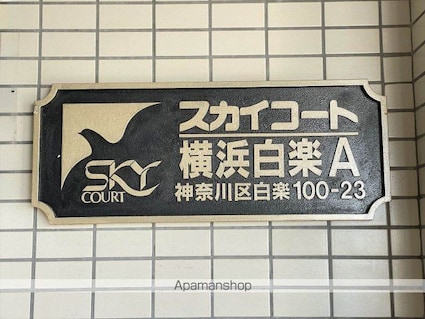 スカイコート
横浜白楽A
神奈川区白楽100-23
SKY
COURT
Apamanshop